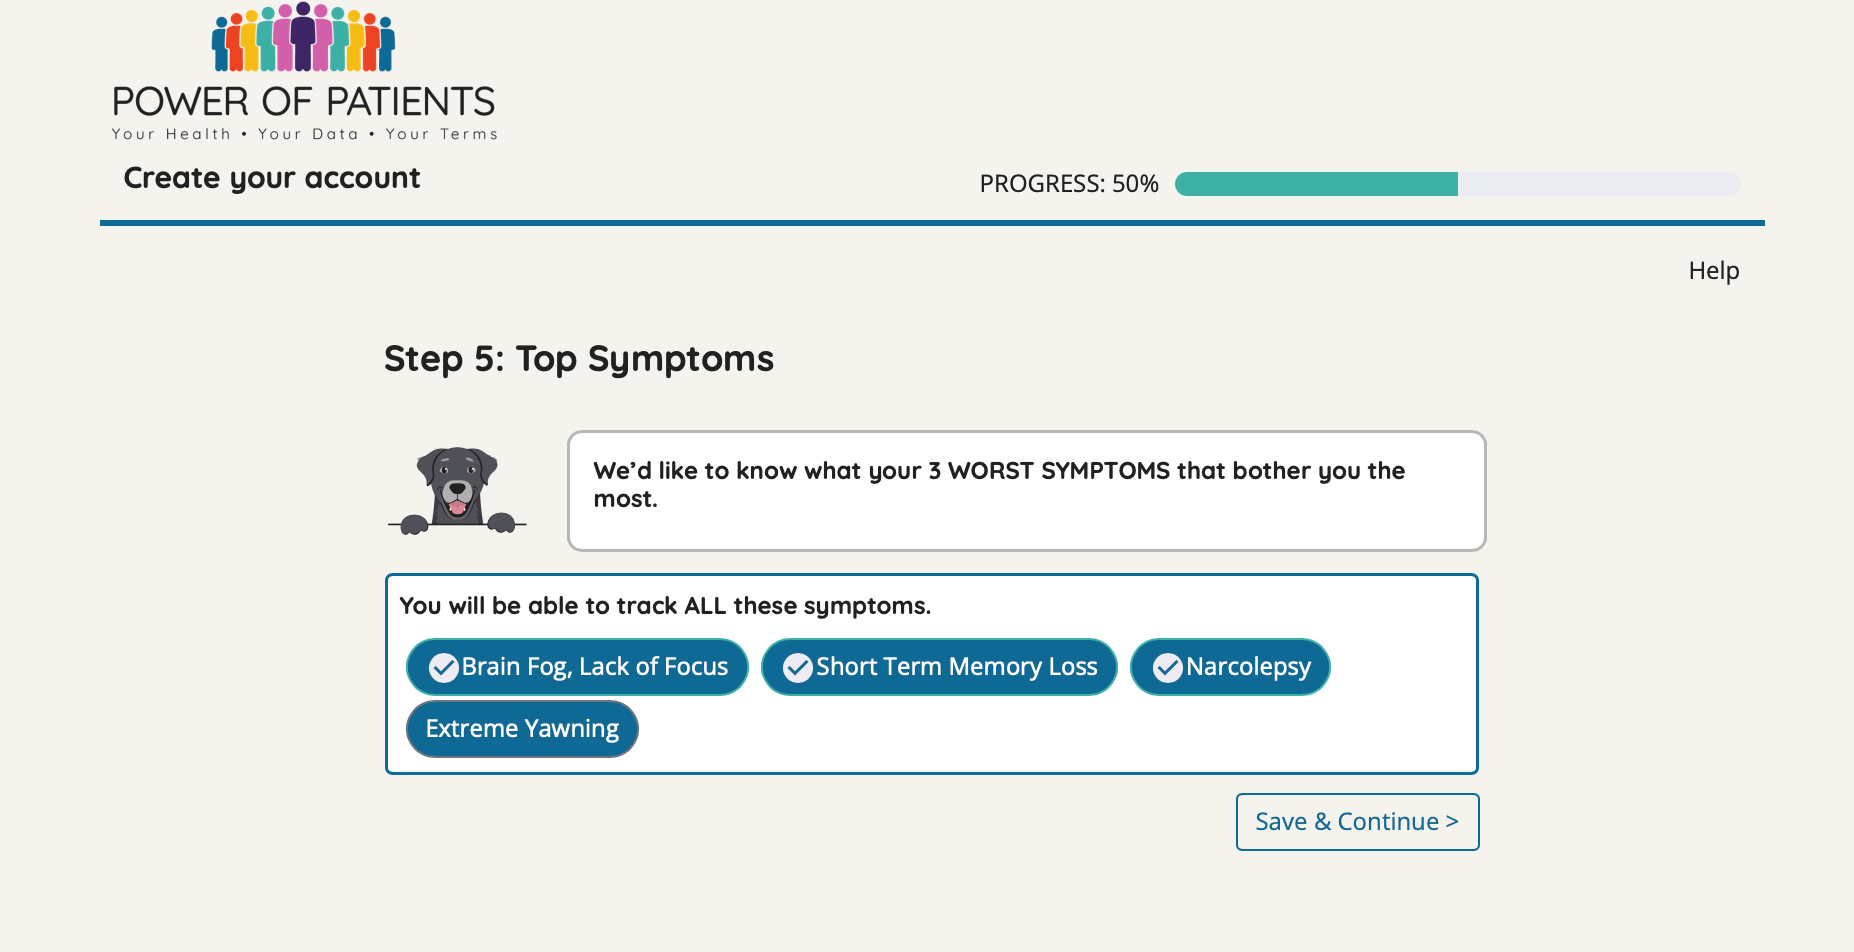 POWER OF PATIENTS
Your Health • Your Data • Your Terms
Create your account
PROGRESS: 50%
Help
Step 5: Top Symptoms
We’d like to know what your 3 WORST SYMPTOMS that bother you the
most.
You will be able to track ALL these symptoms.
Brain Fog, Lack of Focus Short Term Memory Loss Narcolepsy
Extreme Yawning
Save & Continue >